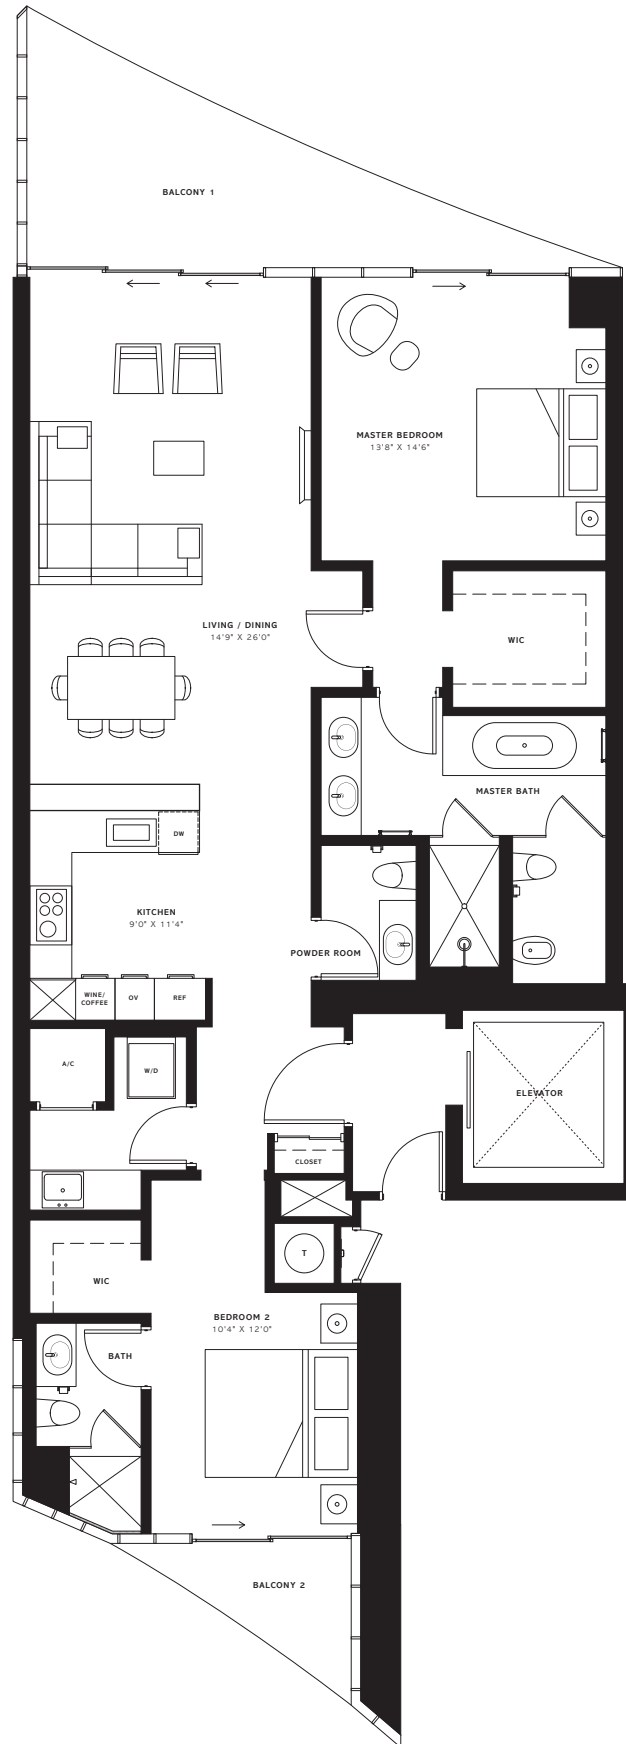 BALCONY 1
MASTER BEDROOM
13'8" X 14'6"
LIVING / DINING
14'9" X 26'0"
WIC
MASTER BATH
DW
KITCHEN
9'0" X 11'4"
POWDER ROOM
WINE/
COFFEE
OV
REF
A/C
W/D
ELEVATOR
CLOSET
T
WIC
BEDROOM 2
10'4" X 12'0"
BATH
BALCONY 2